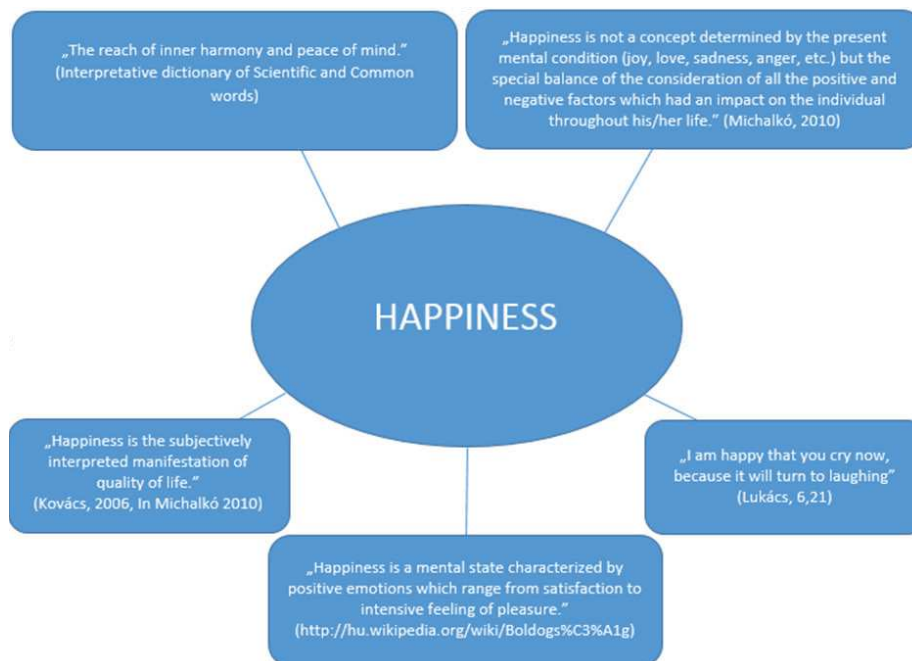 „The reach of inner harmony and peace of mind.”
(Interpretative dictionary of Scientific and Common
words)
„Happiness is not a concept determined by the present
mental condition (joy, love, sadness, anger, etc.) but the
special balance of the consideration of all the positive and
negative factors which had an impact on the individual
throughout his/her life.” (Michalkó, 2010)
HAPPINESS
„Happiness is the subjectively
interpreted manifestation of
quality of life.”
(Kovács, 2006, In Michalkó 2010)
„I am happy that you cry now,
because it will turn to laughing”
(Lukács, 6,21)
„Happiness is a mental state characterized by
positive emotions which range from satisfaction to
intensive feeling of pleasure.”
(http://hu.wikipedia.org/wiki/Boldogs%C3%A1g)